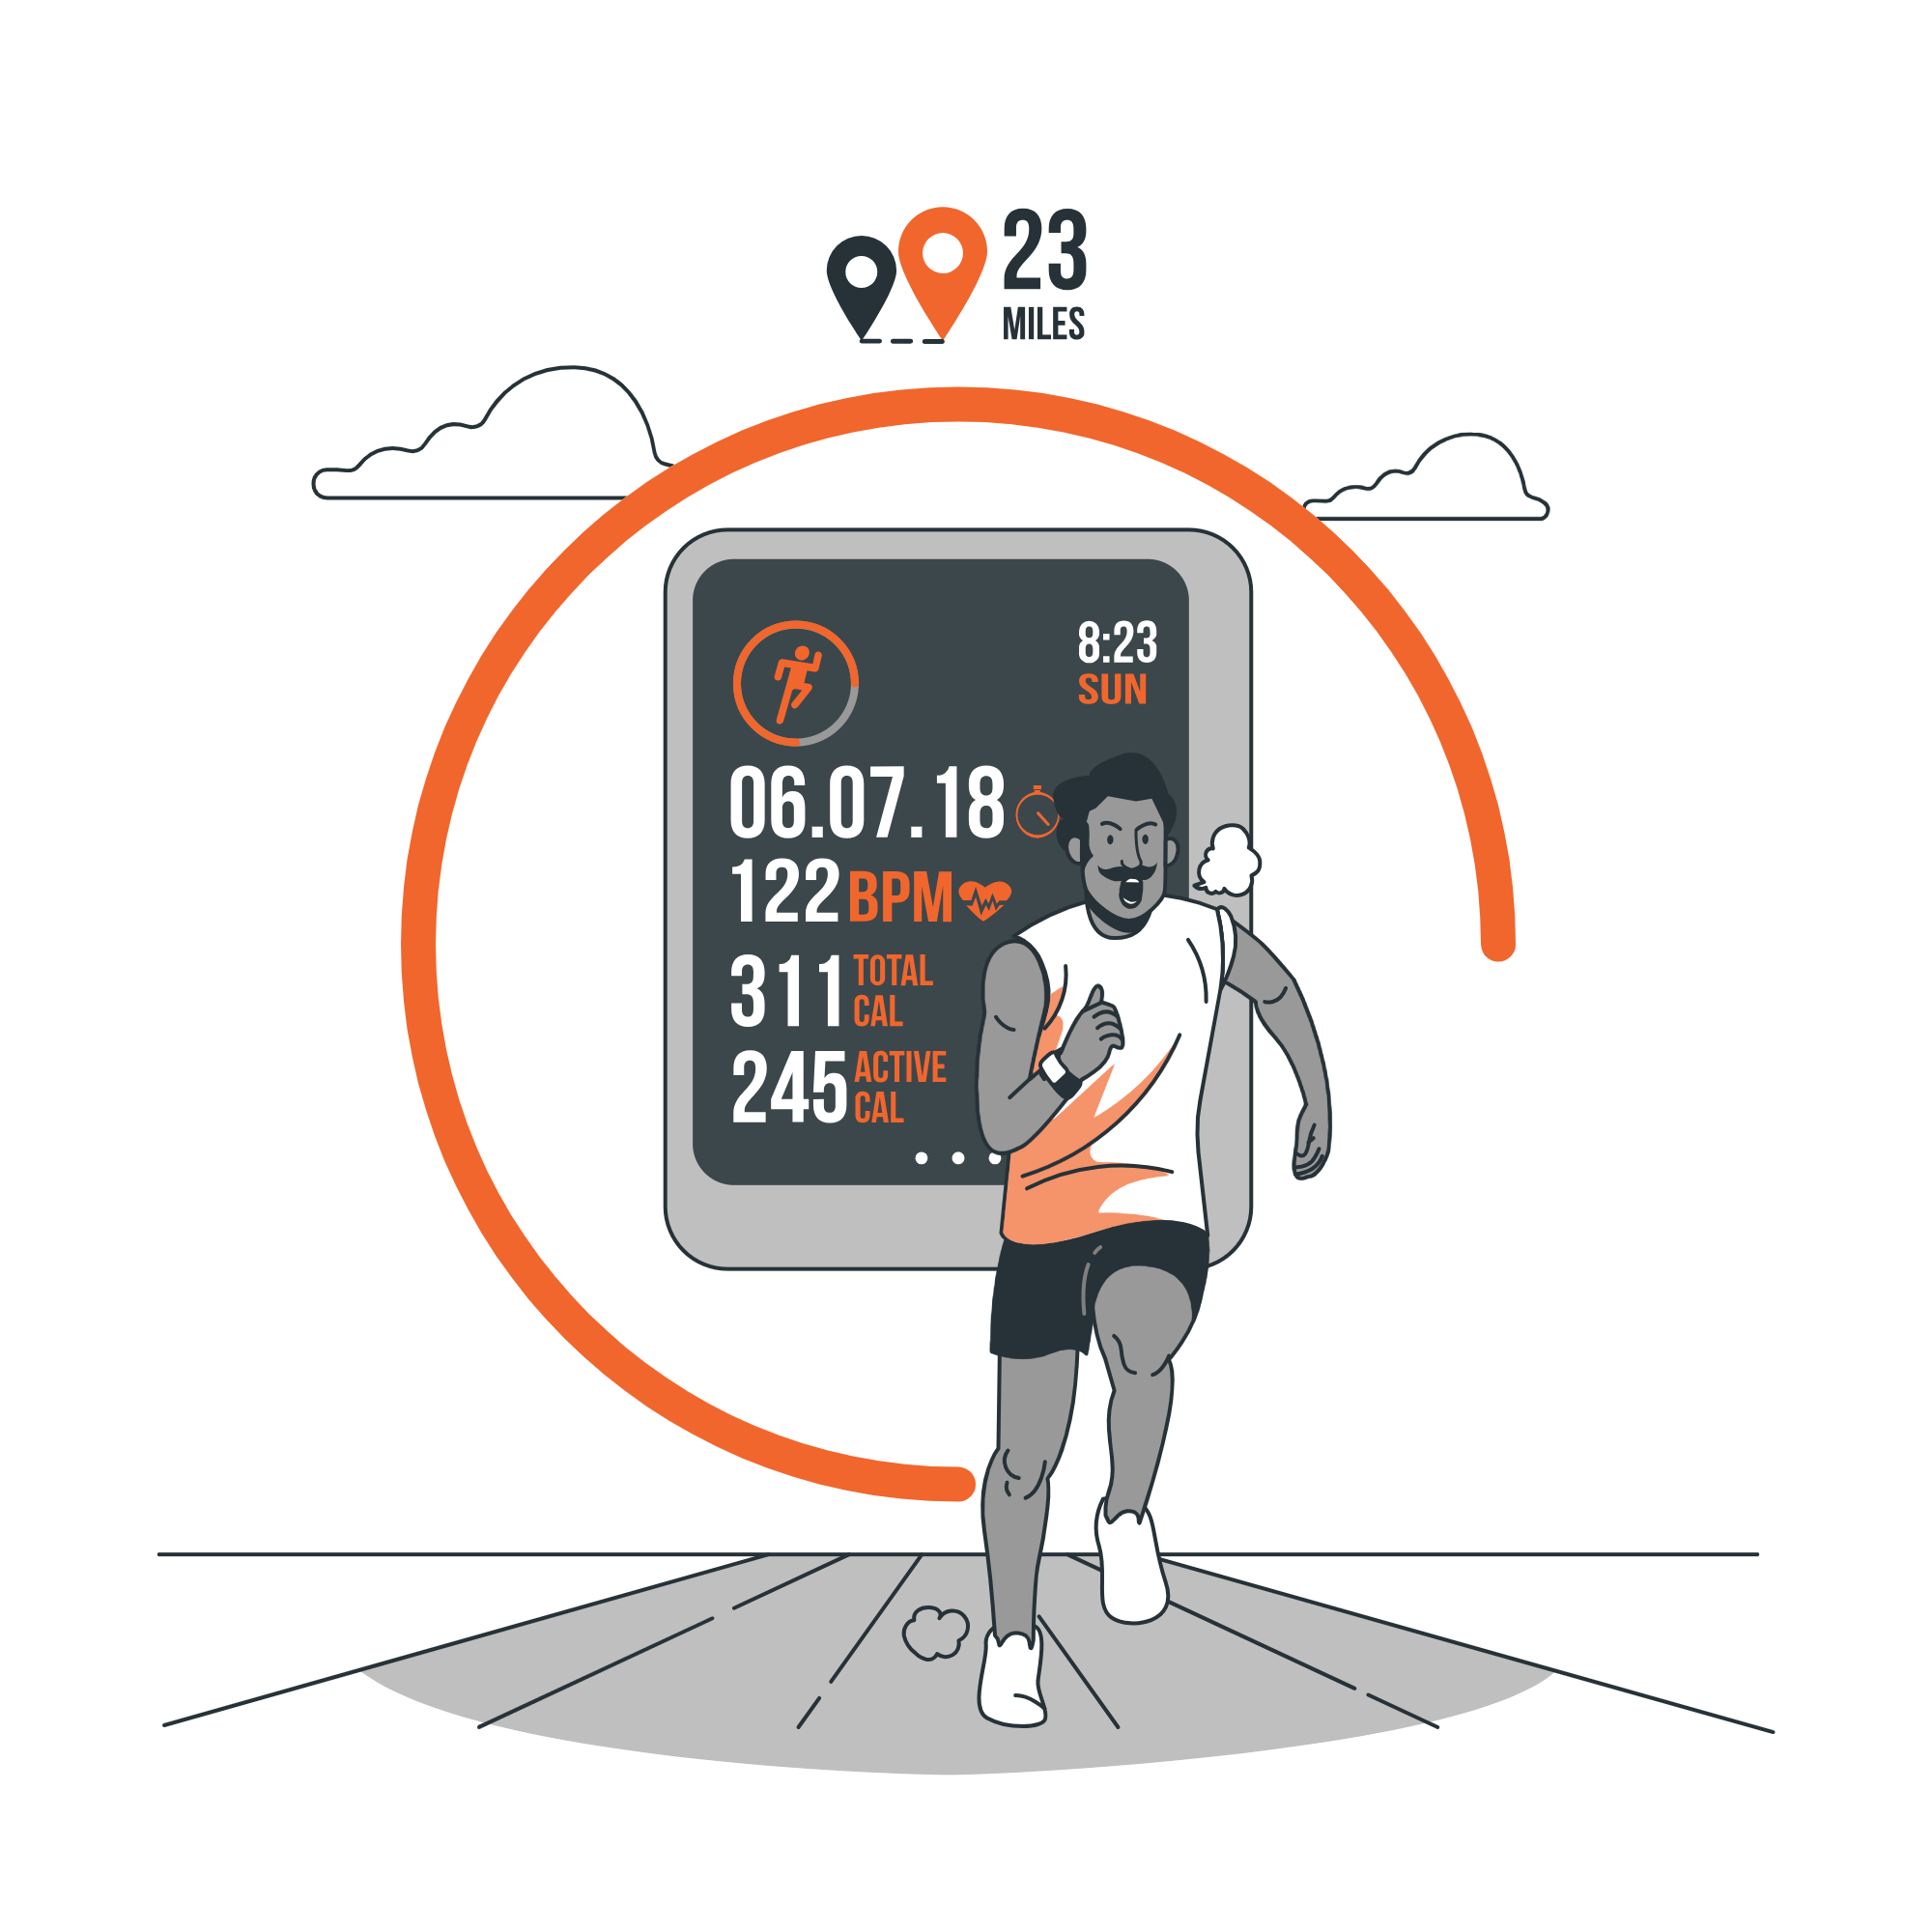 23
MILES
8:23
SUN
06.07.18
122 BPM
311 TOTAL
CAL
245 ACTIVE
CAL